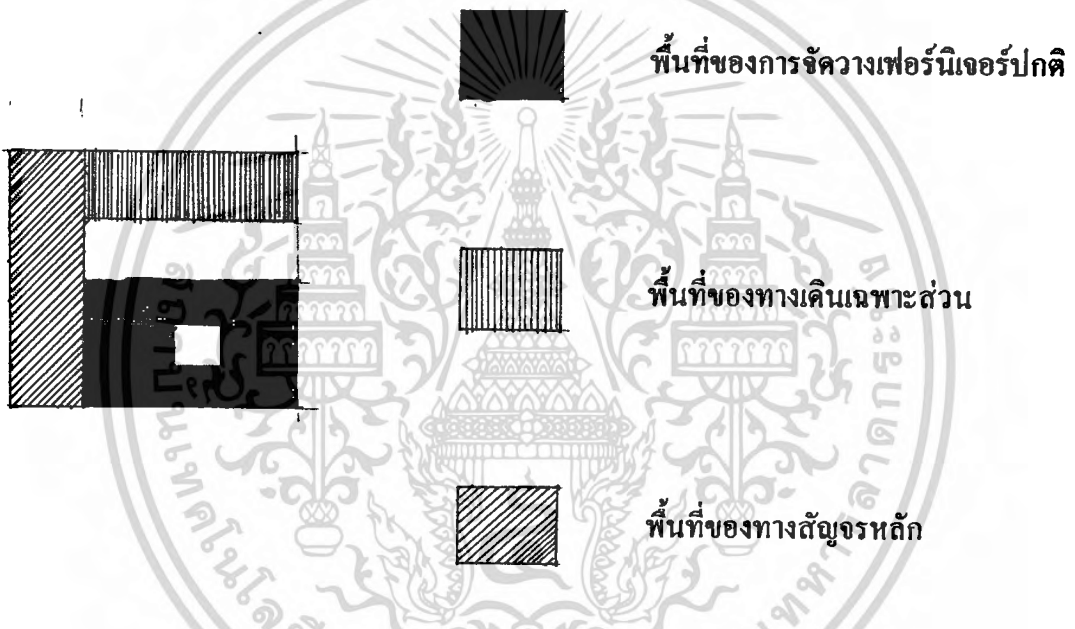 พื้นที่ของการจัดวางเฟอร์นิเจอร์ปกติ
พื้นที่ของทางเดินเฉพาะส่วน
พื้นที่ของทางสัญจรหลัก